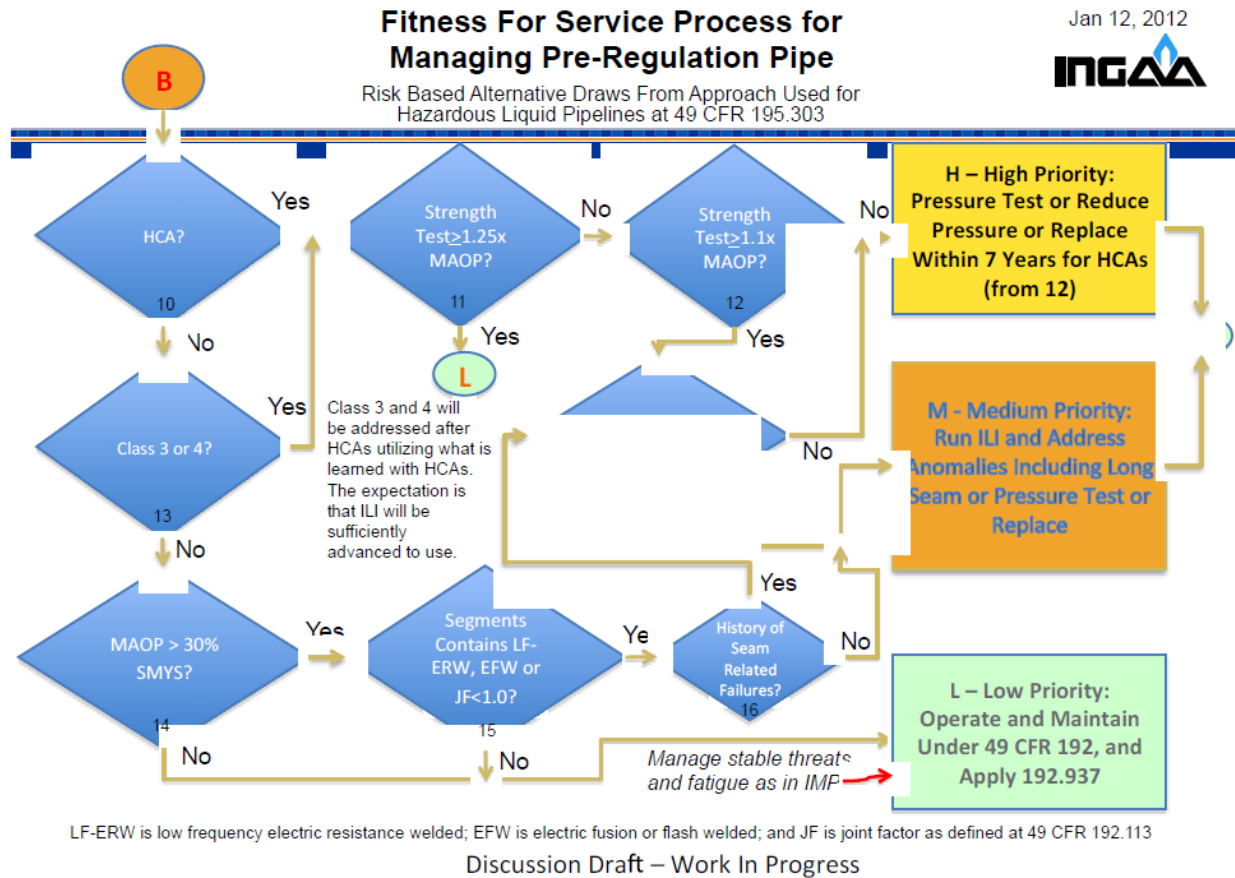 Fitness For Service Process for
Managing Pre-Regulation Pipe
Risk Based Alternative Draws From Approach Used for
Hazardous Liquid Pipelines at 49 CFR 195.303
Jan 12, 2012
INGAA
B
HCA?
10
Yes
No
Strength
Test≥1.25x
MAOP?
11
No
Yes
L
Strength
Test≥1.1x
MAOP?
12
No
Yes
H – High Priority:
Pressure Test or Reduce
Pressure or Replace
Within 7 Years for HCAs
(from 12)
Class 3 or 4?
13
Yes
No
Class 3 and 4 will
be addressed after
HCAs utilizing what is
learned with HCAs.
The expectation is
that ILI will be
sufficiently
advanced to use.
No
M - Medium Priority:
Run ILI and Address
Anomalies Including Long
Seam or Pressure Test or
Replace
MAOP > 30%
SMYS?
14
Yes
No
Segments
Contains LF-
ERW, EFW or
JF<1.0?
15
Ye
No
History of
Seam
Related
Failures?
16
Yes
No
L – Low Priority:
Operate and Maintain
Under 49 CFR 192, and
Apply 192.937
Manage stable threats
and fatigue as in IMP
LF-ERW is low frequency electric resistance welded; EFW is electric fusion or flash welded; and JF is joint factor as defined at 49 CFR 192.113
Discussion Draft – Work In Progress